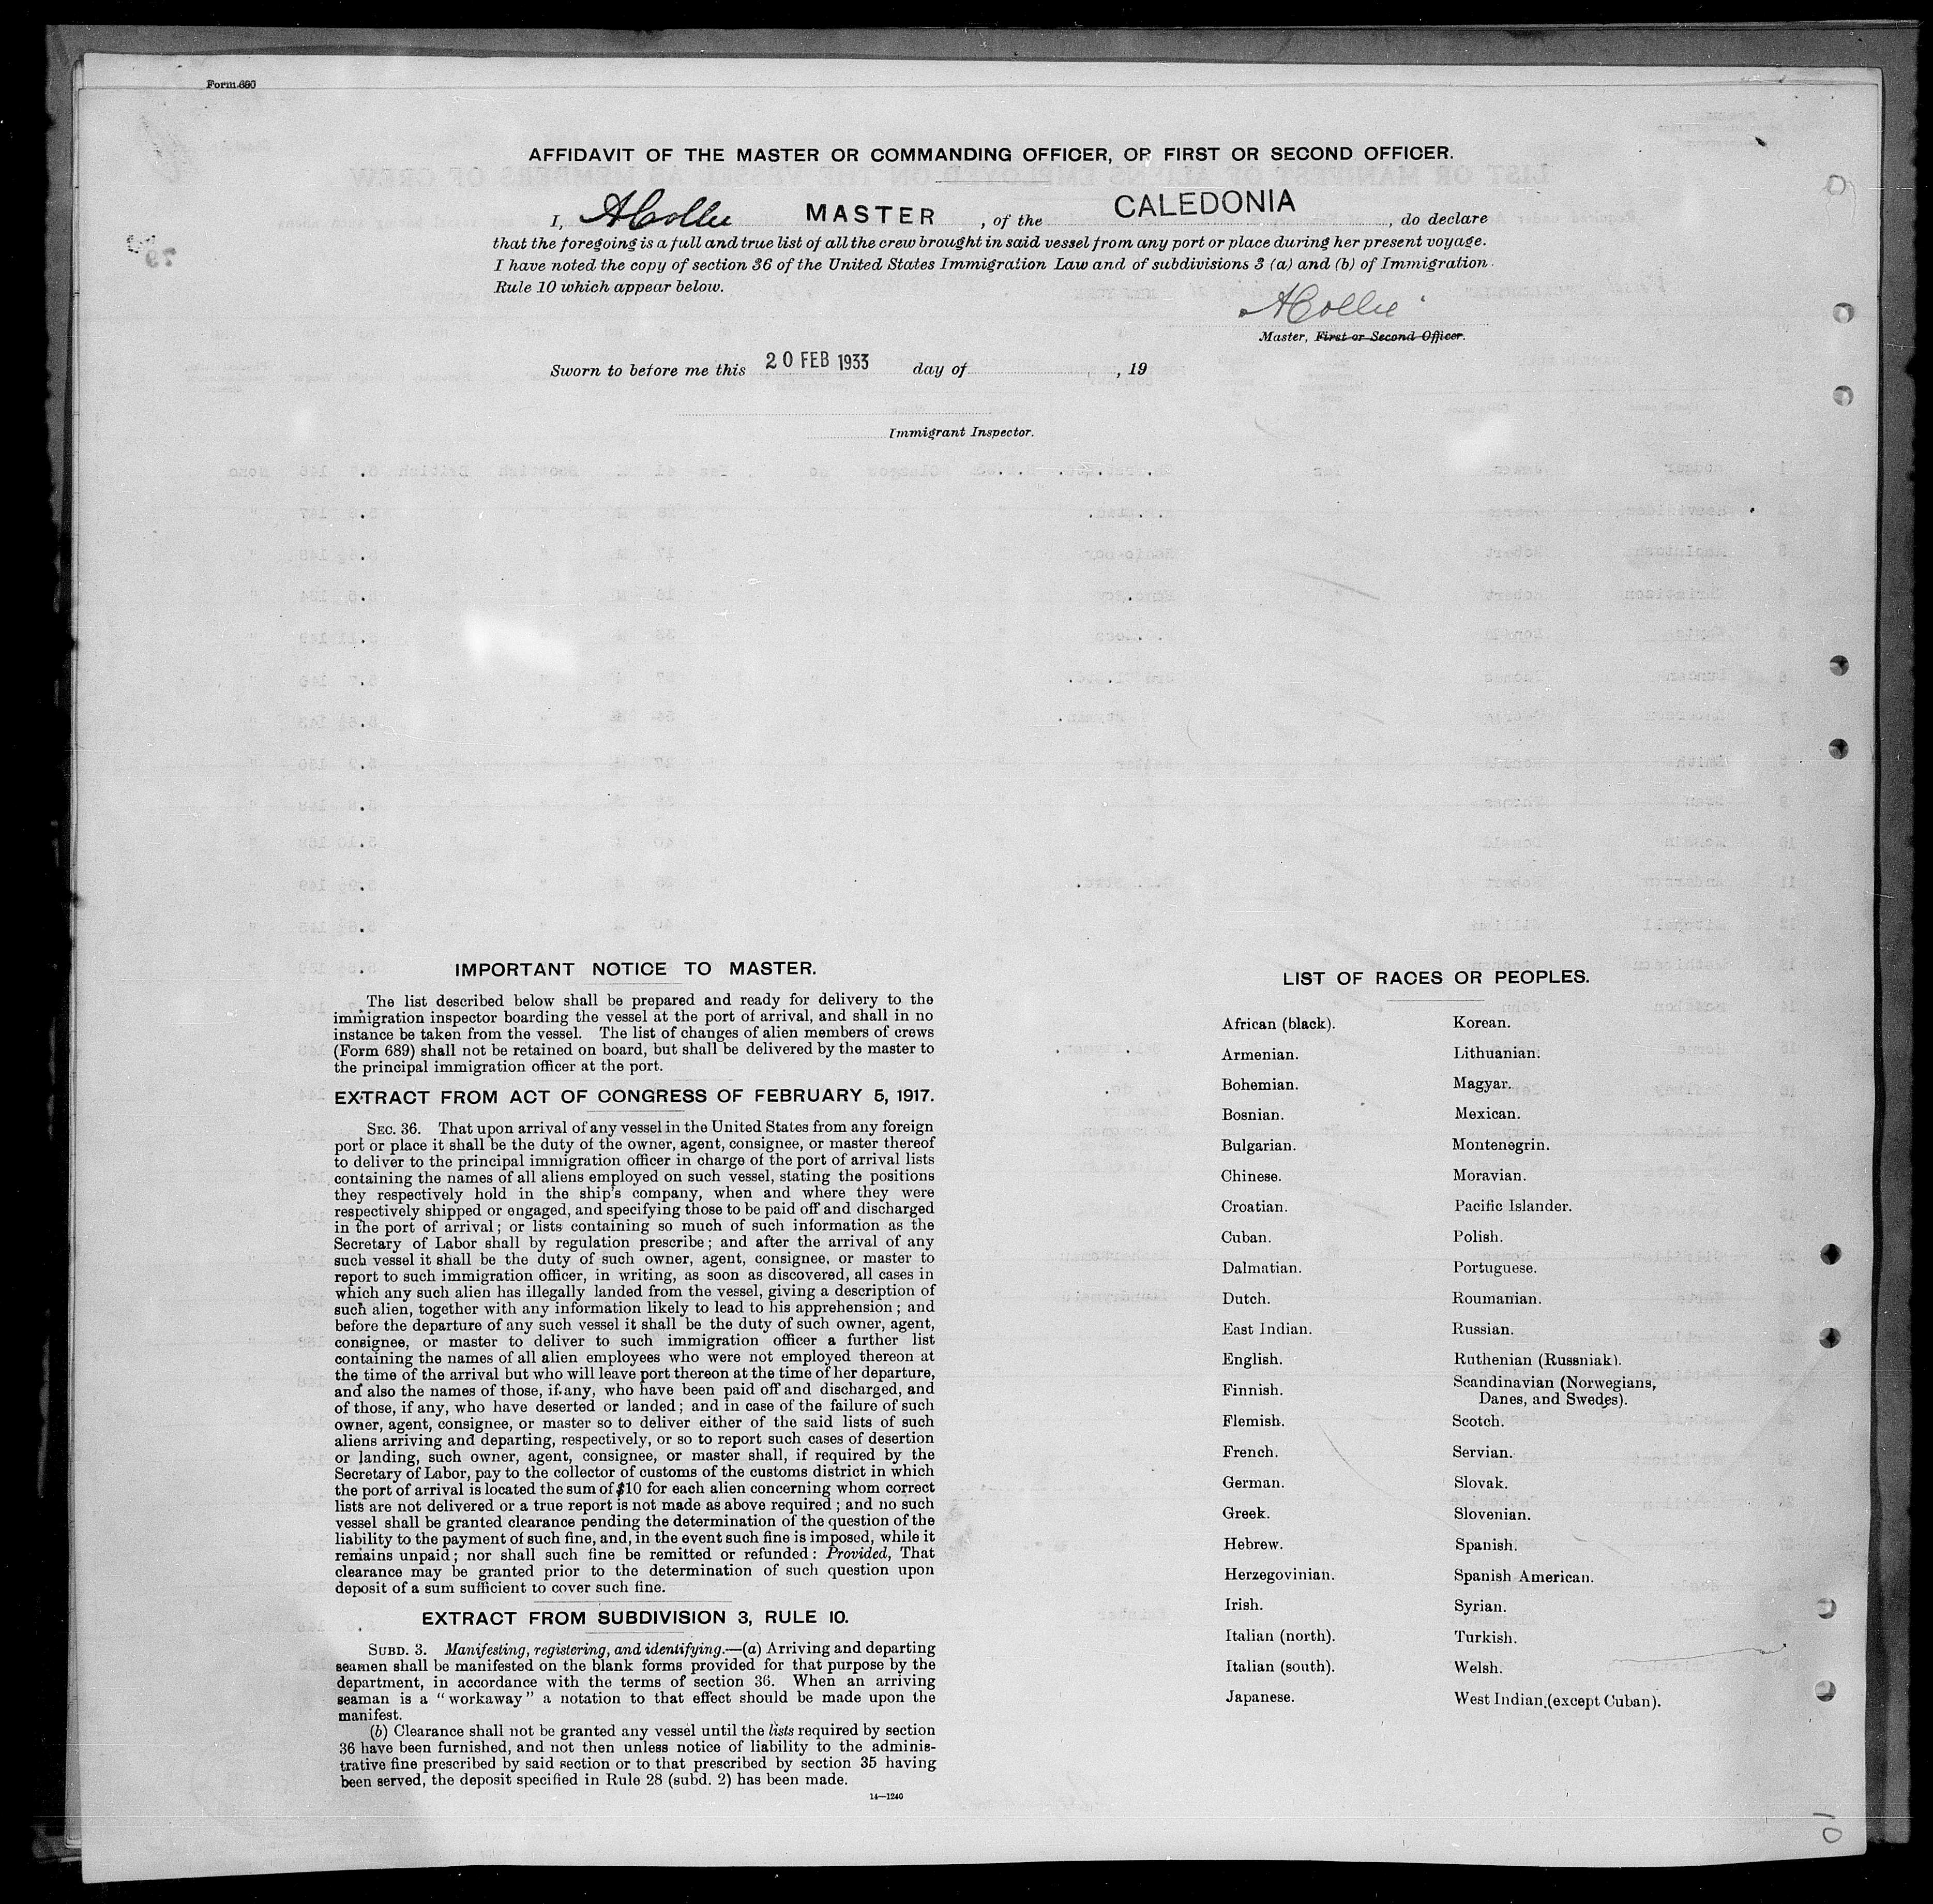 Form 680
AFFIDAVIT OF THE MASTER OR COMMANDING OFFICER, OR FIRST OR SECOND OFFICER.
I, A Collie MASTER, of the CALEDONIA, do declare
that the foregoing is a full and true list of all the crew brought in said vessel from any port or place during her present voyage.
I have noted the copy of section 36 of the United States Immigration Law and of subdivisions 3 (a) and (b) of Immigration
Rule 10 which appear below.
A Collie
Master, First or Second Officer.
Sworn to before me this 20 FEB 1933 day of , 19
Immigrant Inspector.
IMPORTANT NOTICE TO MASTER.
The list described below shall be prepared and ready for delivery to the
immigration inspector boarding the vessel at the port of arrival, and shall in no
instance be taken from the vessel. The list of changes of alien members of crews
(Form 689) shall not be retained on board, but shall be delivered by the master to
the principal immigration officer at the port.
EXTRACT FROM ACT OF CONGRESS OF FEBRUARY 5, 1917.
SEC. 36. That upon arrival of any vessel in the United States from any foreign
port or place it shall be the duty of the owner, agent, consignee, or master thereof
to deliver to the principal immigration officer in charge of the port of arrival lists
containing the names of all aliens employed on such vessel, stating the positions
they respectively hold in the ship's company, when and where they were
respectively shipped or engaged, and specifying those to be paid off and discharged
in the port of arrival; or lists containing so much of such information as the
Secretary of Labor shall by regulation prescribe; and after the arrival of any
such vessel it shall be the duty of such owner, agent, consignee, or master to
report to such immigration officer, in writing, as soon as discovered, all cases in
which any such alien has illegally landed from the vessel, giving a description of
such alien, together with any information likely to lead to his apprehension; and
before the departure of any such vessel it shall be the duty of such owner, agent,
consignee, or master to deliver to such immigration officer a further list
containing the names of all alien employees who were not employed thereon at
the time of the arrival but who will leave port thereon at the time of her departure,
and also the names of those, if any, who have been paid off and discharged, and
of those, if any, who have deserted or landed; and in case of the failure of such
owner, agent, consignee, or master so to deliver either of the said lists of such
aliens arriving and departing, respectively, or so to report such cases of desertion
or landing, such owner, agent, consignee, or master shall, if required by the
Secretary of Labor, pay to the collector of customs of the customs district in which
the port of arrival is located the sum of $10 for each alien concerning whom correct
lists are not delivered or a true report is not made as above required; and no such
vessel shall be granted clearance pending the determination of the question of the
liability to the payment of such fine, and, in the event such fine is imposed, while it
remains unpaid; nor shall such fine be remitted or refunded: Provided, That
clearance may be granted prior to the determination of such question upon
deposit of a sum sufficient to cover such fine.
EXTRACT FROM SUBDIVISION 3, RULE 10.
SUBD. 3. Manifesting, registering, and identifying.—(a) Arriving and departing
seamen shall be manifested on the blank forms provided for that purpose by the
department, in accordance with the terms of section 36. When an arriving
seaman is a "workaway" a notation to that effect should be made upon the
manifest.
(b) Clearance shall not be granted any vessel until the lists required by section
36 have been furnished, and not then unless notice of liability to the adminis-
trative fine prescribed by said section or to that prescribed by section 35 having
been served, the deposit specified in Rule 28 (subd. 2) has been made.
14—1240
LIST OF RACES OR PEOPLES.
African (black).
Armenian.
Bohemian.
Bosnian.
Bulgarian.
Chinese.
Croatian.
Cuban.
Dalmatian.
Dutch.
East Indian.
English.
Finnish.
Flemish.
French.
German.
Greek.
Hebrew.
Herzegovinian.
Irish.
Italian (north).
Italian (south).
Japanese.
Korean.
Lithuanian.
Magyar.
Mexican.
Montenegrin.
Moravian.
Pacific Islander.
Polish.
Portuguese.
Roumanian.
Russian.
Ruthenian (Russniak).
Scandinavian (Norwegians,
Danes, and Swedes).
Scotch.
Servian.
Slovak.
Slovenian.
Spanish.
Spanish American.
Syrian.
Turkish.
Welsh.
West Indian (except Cuban).